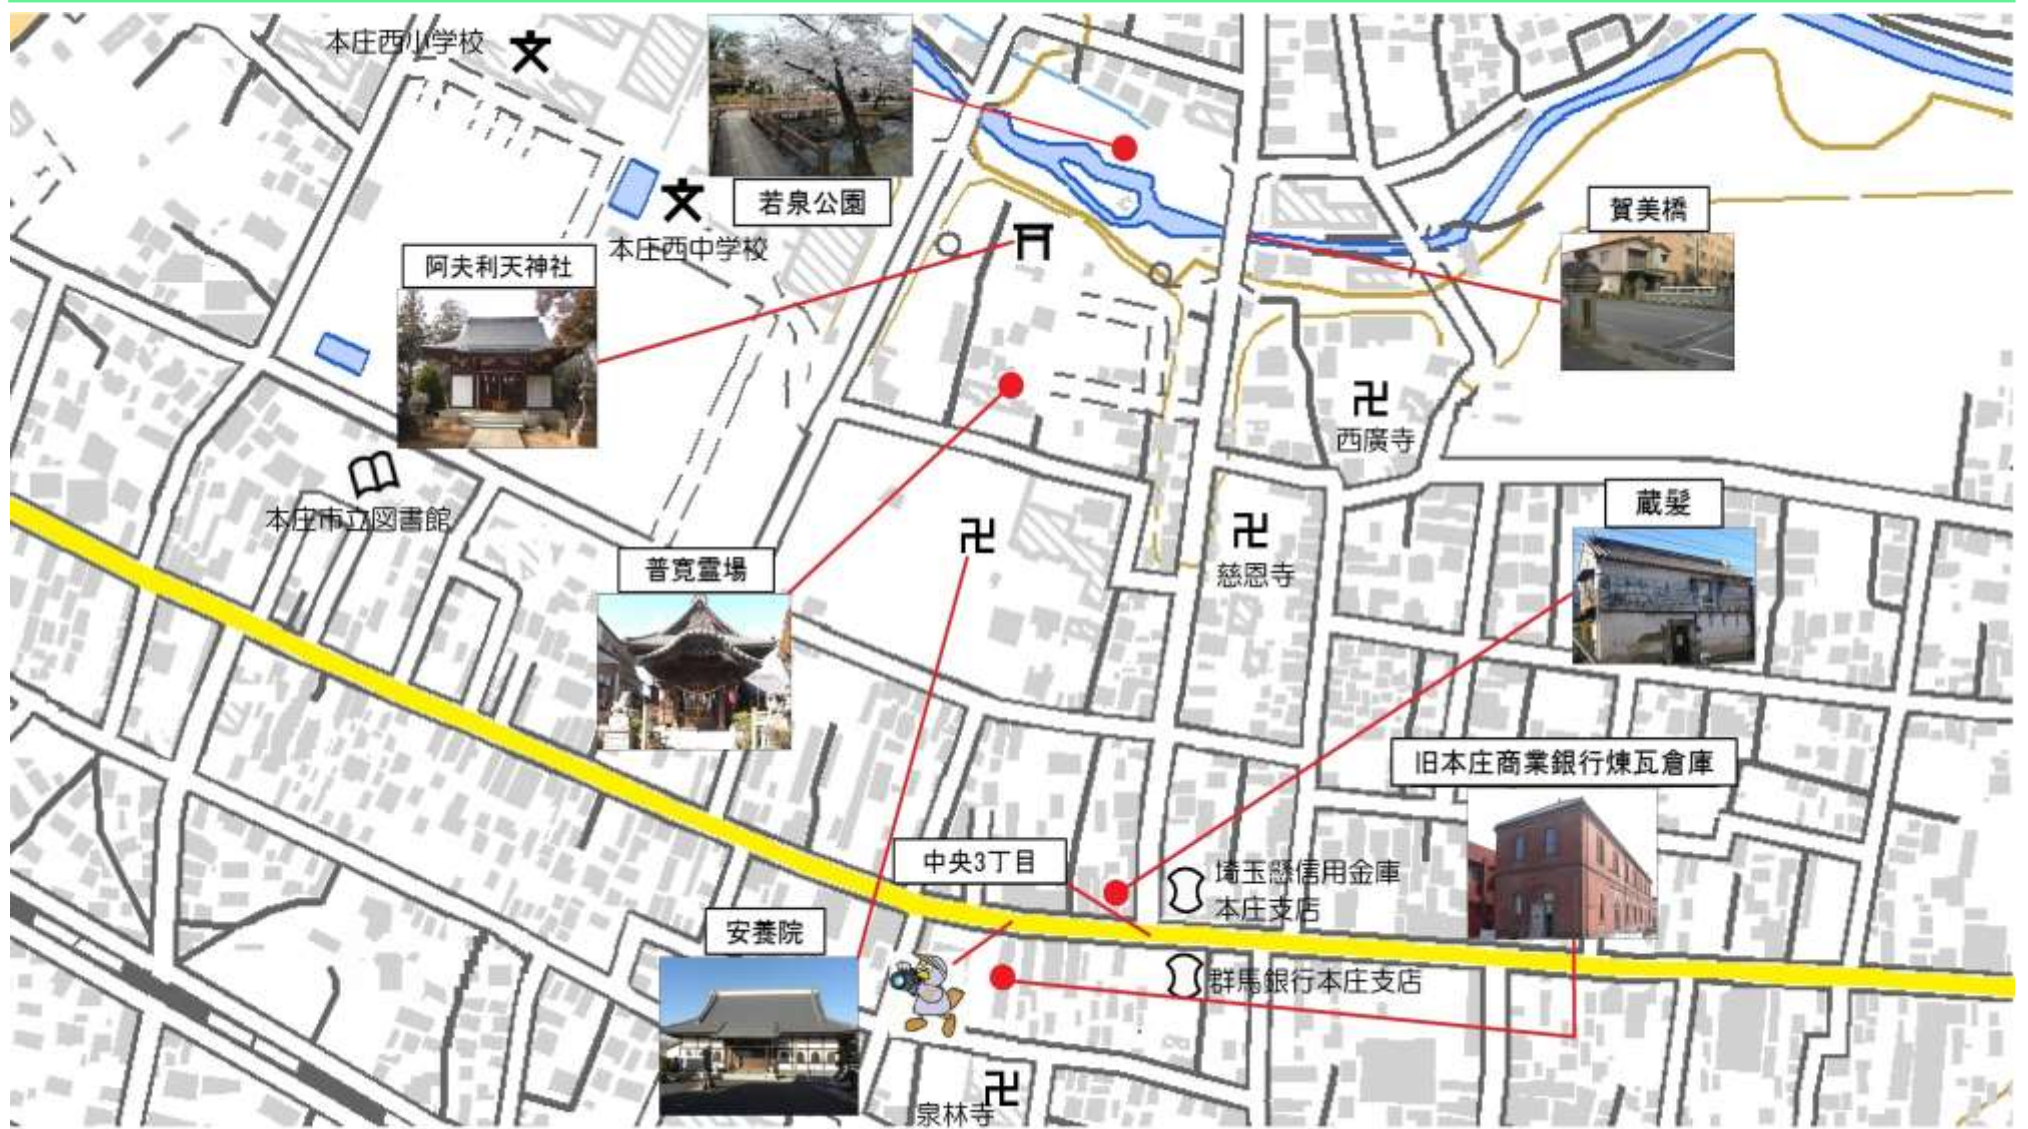 本庄西小学校
若泉公園
賀美橋
本庄西中学校
阿夫利天神社
西廣寺
蔵髪
本庄市立図書館
普寛霊場
慈恩寺
旧本庄商業銀行煉瓦倉庫
中央3丁目
埼玉懸信用金庫
本庄支店
安養院
群馬銀行本庄支店
泉林寺